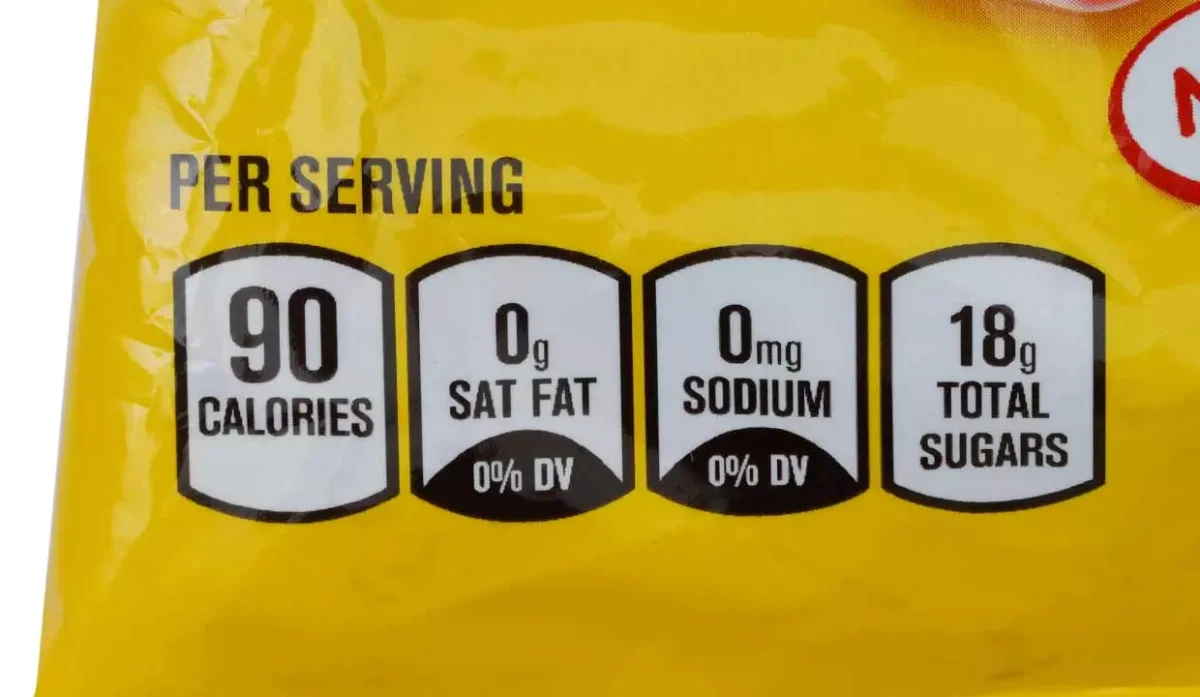 PER SERVING
90
CALORIES
0g
SAT FAT
0% DV
0mg
SODIUM
0% DV
18g
TOTAL
SUGARS